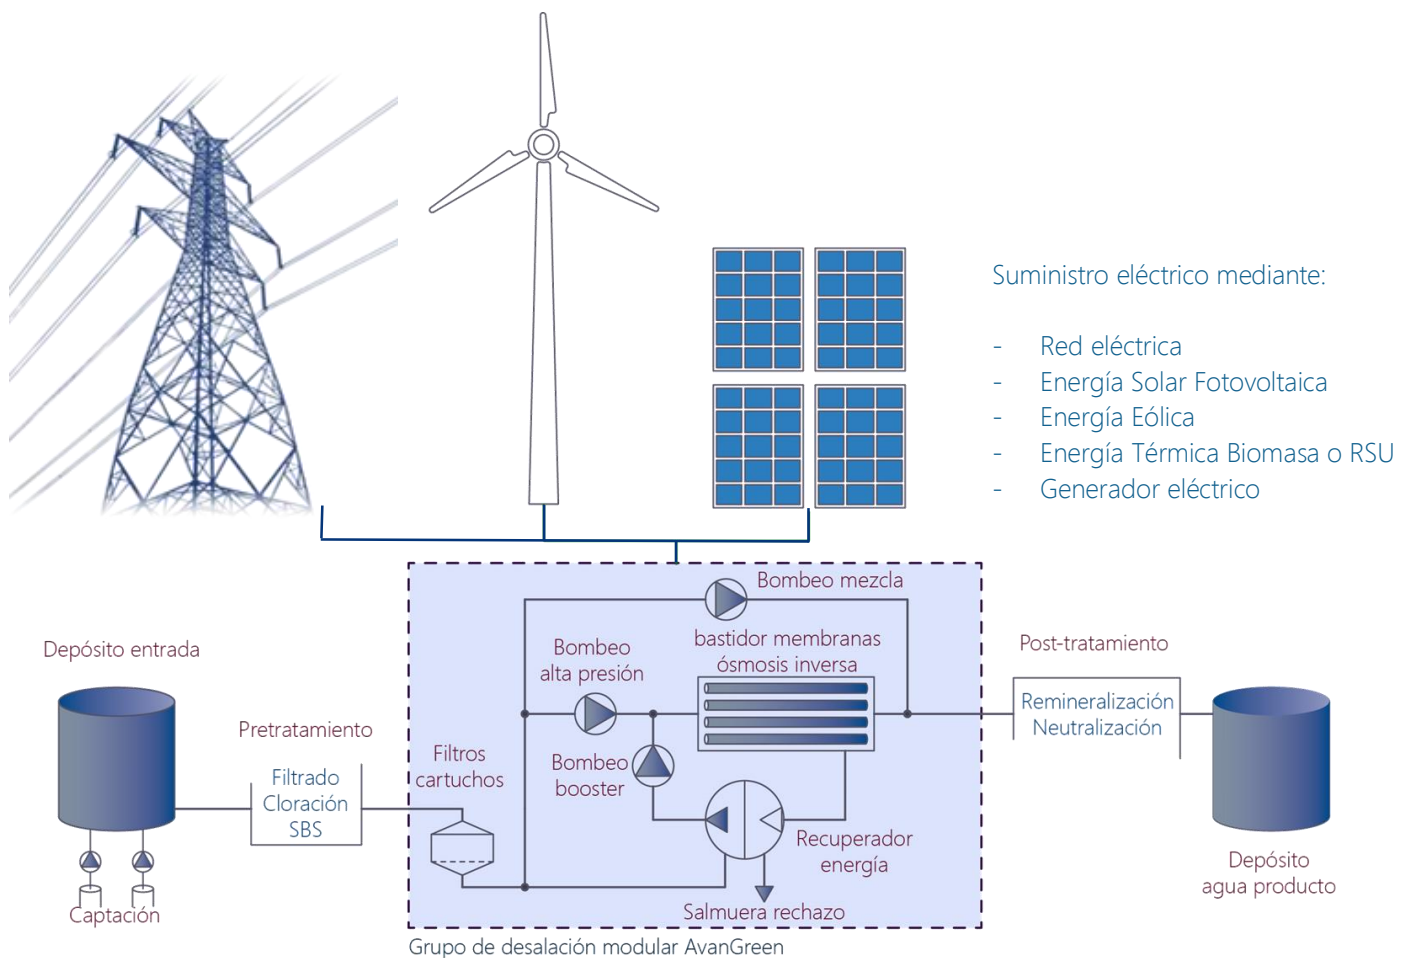 Suministro eléctrico mediante:
- Red eléctrica
- Energía Solar Fotovoltaica
- Energía Eólica
- Energía Térmica Biomasa o RSU
- Generador eléctrico
Bombeo mezcla
Depósito entrada
Bombeo
alta presión
bastidor membranas
ósmosis inversa
Post-tratamiento
Remineralización
Neutralización
Pretratamiento
Filtrado
Cloración
SBS
Filtros
cartuchos
Bombeo
booster
Recuperador
energía
Captación
Salmuera rechazo
Depósito
agua producto
Grupo de desalación modular AvanGreen